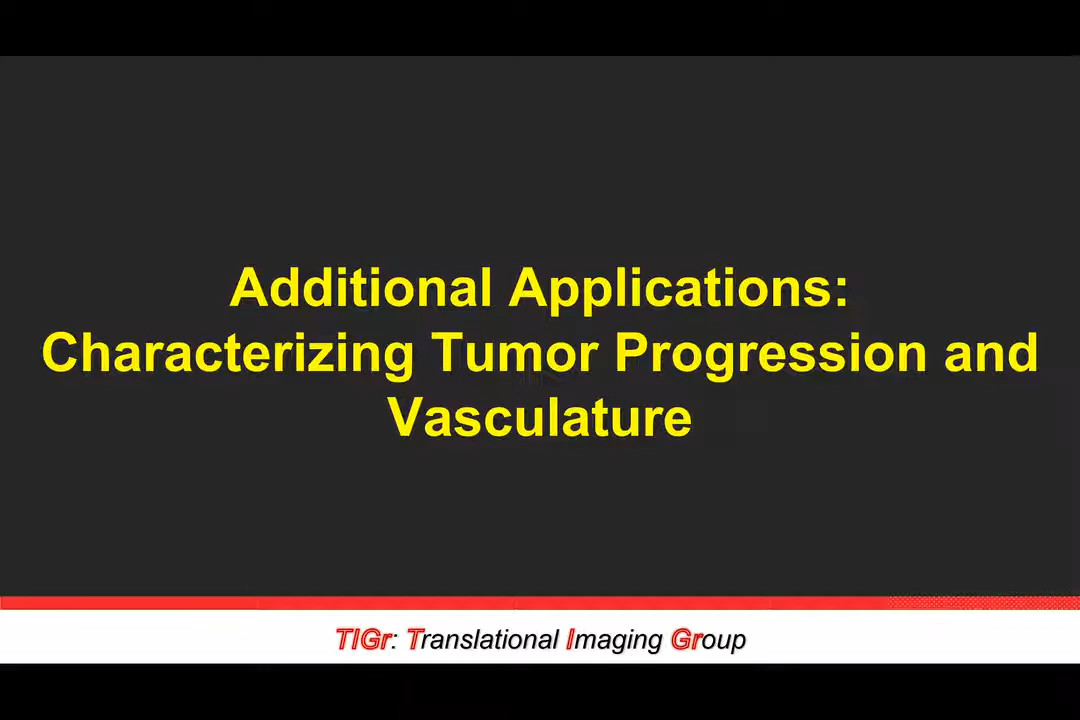 Additional Applications:
Characterizing Tumor Progression and
Vasculature
TIGr: Translational Imaging Group